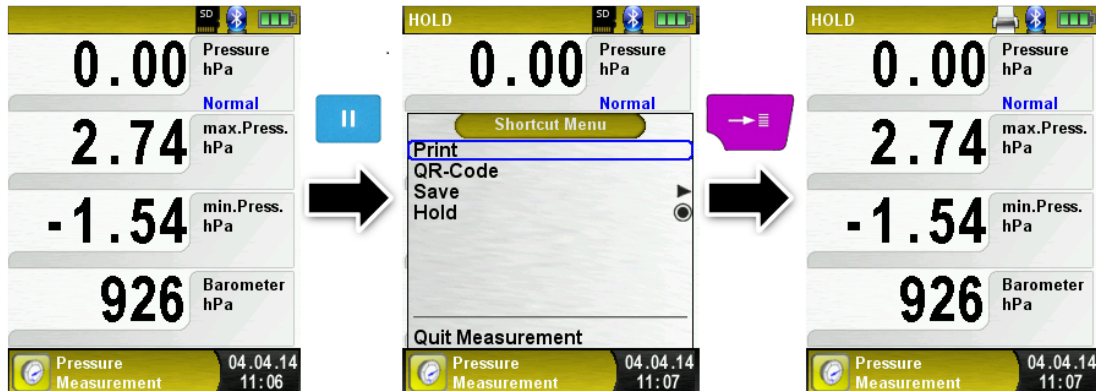 SD
0.00 Pressure
hPa
Normal
2.74 max.Press.
hPa
-1.54 min.Press.
hPa
926 Barometer
hPa
Pressure
Measurement
04.04.14
11:06
HOLD
SD
0.00 Pressure
hPa
Normal
Shortcut Menu
Print
QR-Code
Save
Hold
Quit Measurement
Pressure
Measurement
04.04.14
11:07
HOLD
0.00 Pressure
hPa
Normal
2.74 max.Press.
hPa
-1.54 min.Press.
hPa
926 Barometer
hPa
Pressure
Measurement
04.04.14
11:07